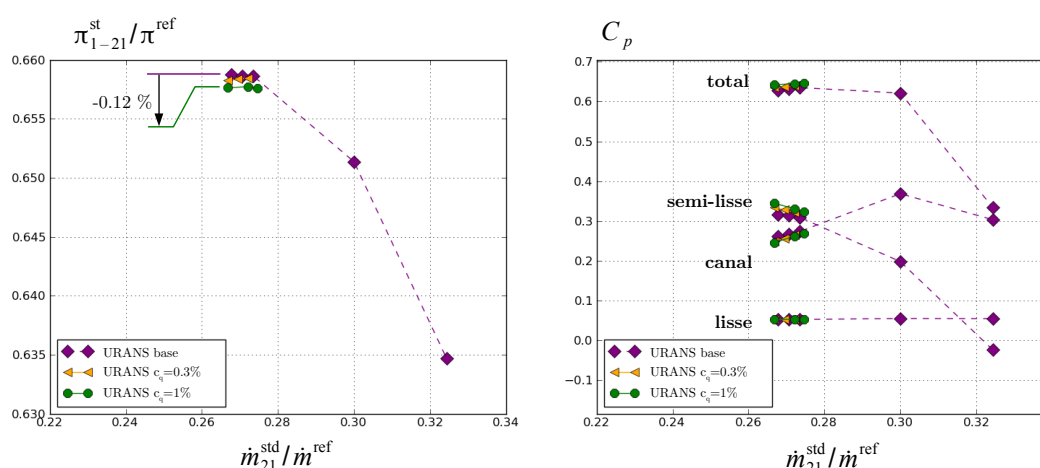 π^st_1−21/π^ref
0.660
0.655
0.650
0.645
0.640
0.635
0.630
-0.12 %
URANS base
URANS c_q=0.3%
URANS c_q=1%
0.22 0.24 0.26 0.28 0.30 0.32 0.34
ṁ^std_21/ṁ^ref
C_p
0.7
0.6
0.5
0.4
0.3
0.2
0.1
0.0
−0.1
total
semi-lisse
canal
lisse
URANS base
URANS c_q=0.3%
URANS c_q=1%
0.22 0.24 0.26 0.28 0.30 0.32
ṁ^std_21/ṁ^ref